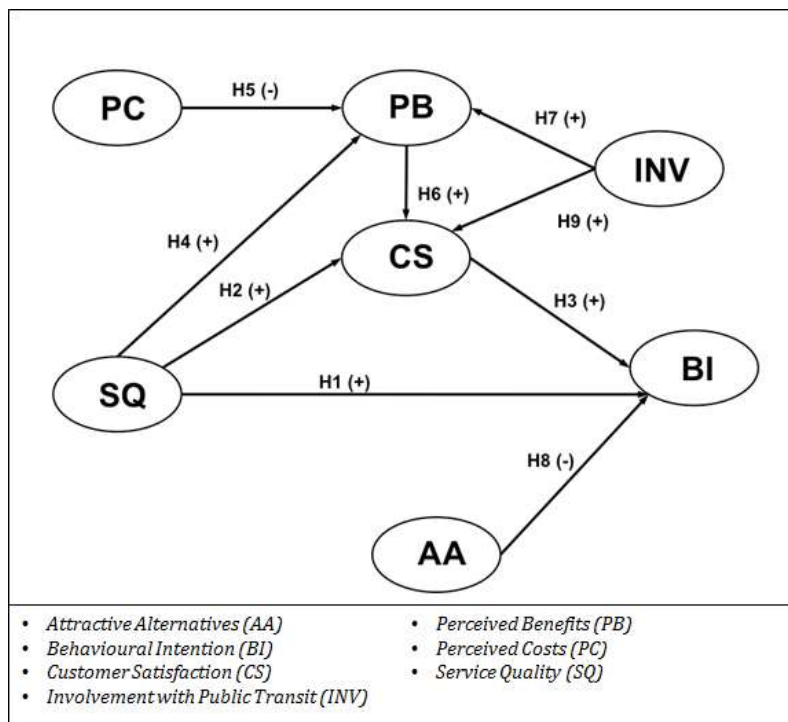 H5 (-)
PC
PB
H7 (+)
INV
H6 (+)
H9 (+)
H4 (+)
CS
H2 (+)
H3 (+)
BI
SQ
H1 (+)
H8 (-)
AA
• Attractive Alternatives (AA)
• Behavioural Intention (BI)
• Customer Satisfaction (CS)
• Involvement with Public Transit (INV)
• Perceived Benefits (PB)
• Perceived Costs (PC)
• Service Quality (SQ)